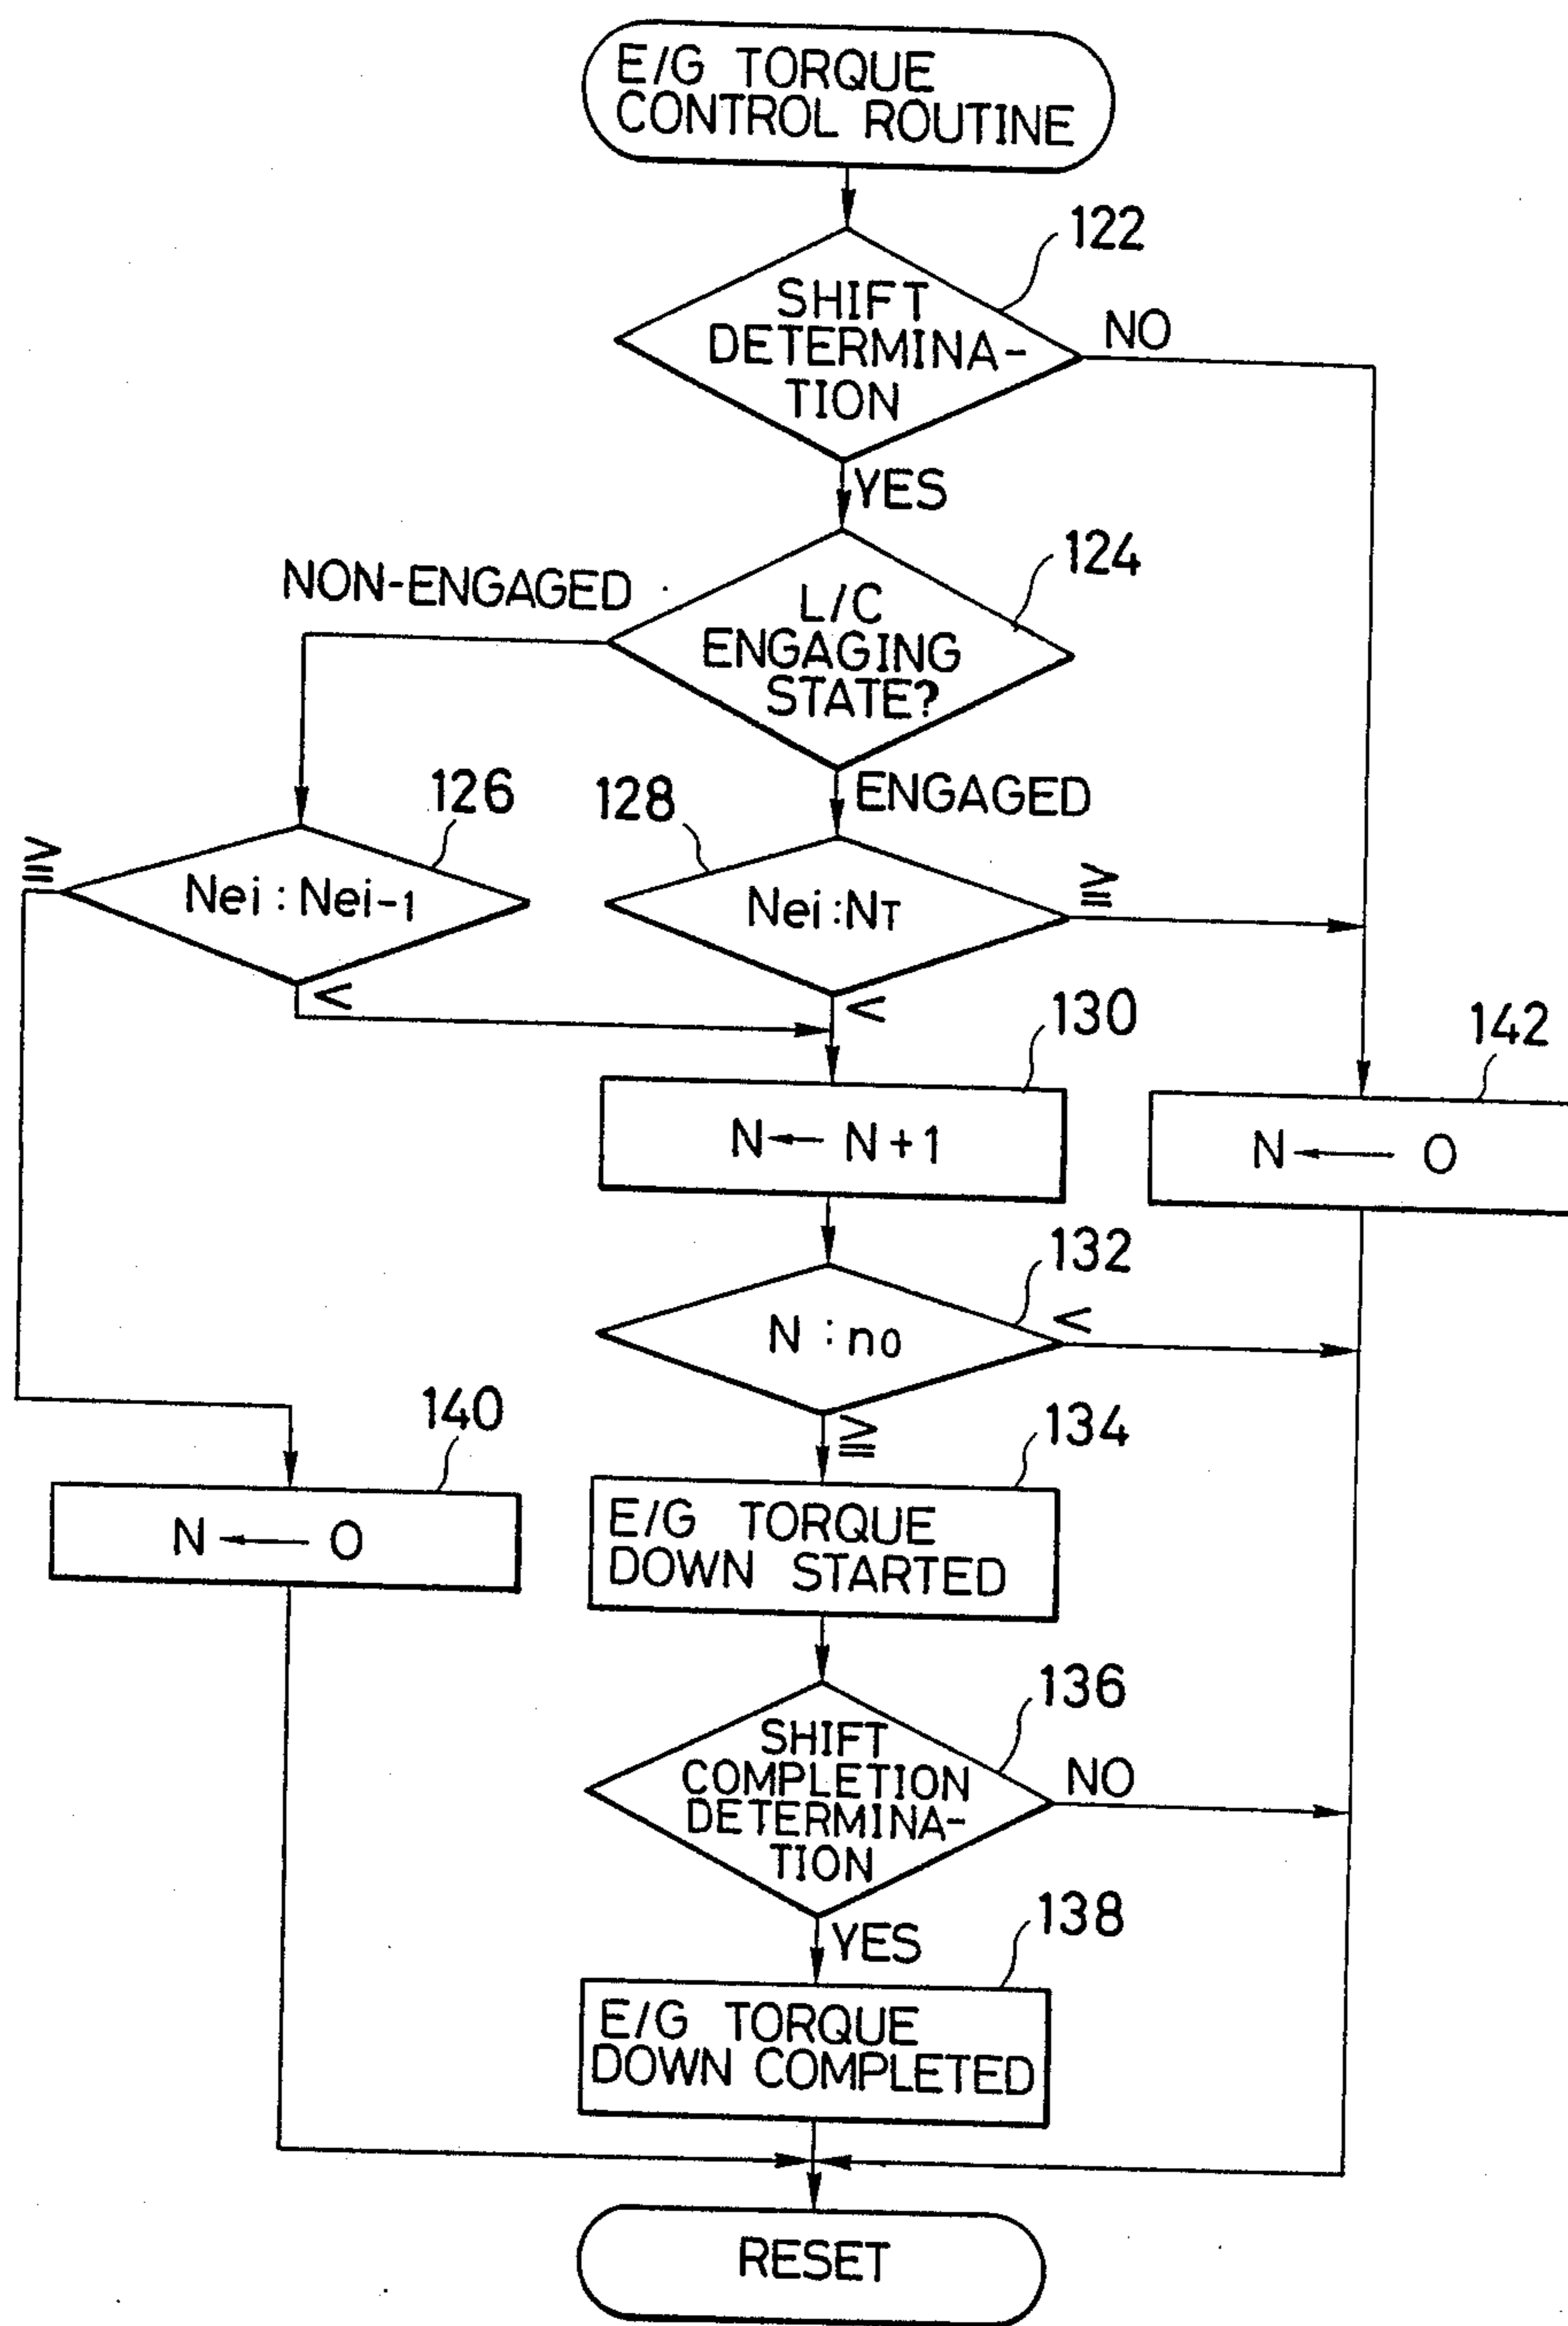 E/G TORQUE
CONTROL ROUTINE
122
SHIFT
DETERMINA-
TION
NO
YES
124
NON-ENGAGED
L/C
ENGAGING
STATE?
126
128
ENGAGED
≧
Nei : Nei-1
Nei : NT
≧
<
<
130
142
N ← N+1
N ← 0
132
N : no
<
140
≧
134
N ← 0
E/G TORQUE
DOWN STARTED
136
SHIFT
COMPLETION
DETERMINA-
TION
NO
YES
138
E/G TORQUE
DOWN COMPLETED
RESET